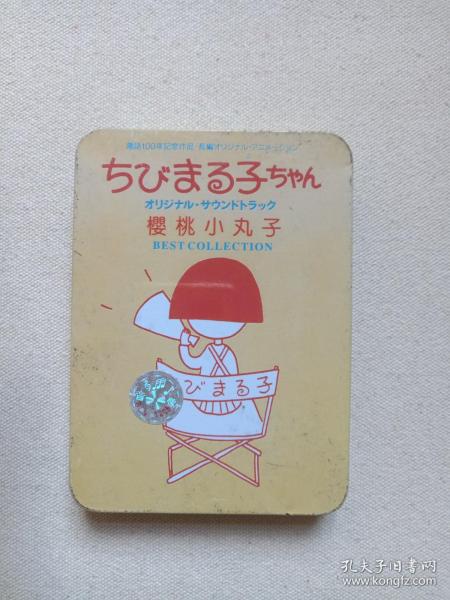 ちびまる子ちゃん
オリジナル・サウンドトラック
櫻桃小丸子
BEST COLLECTION
びまる子
孔夫子旧书网
www.kongfz.com